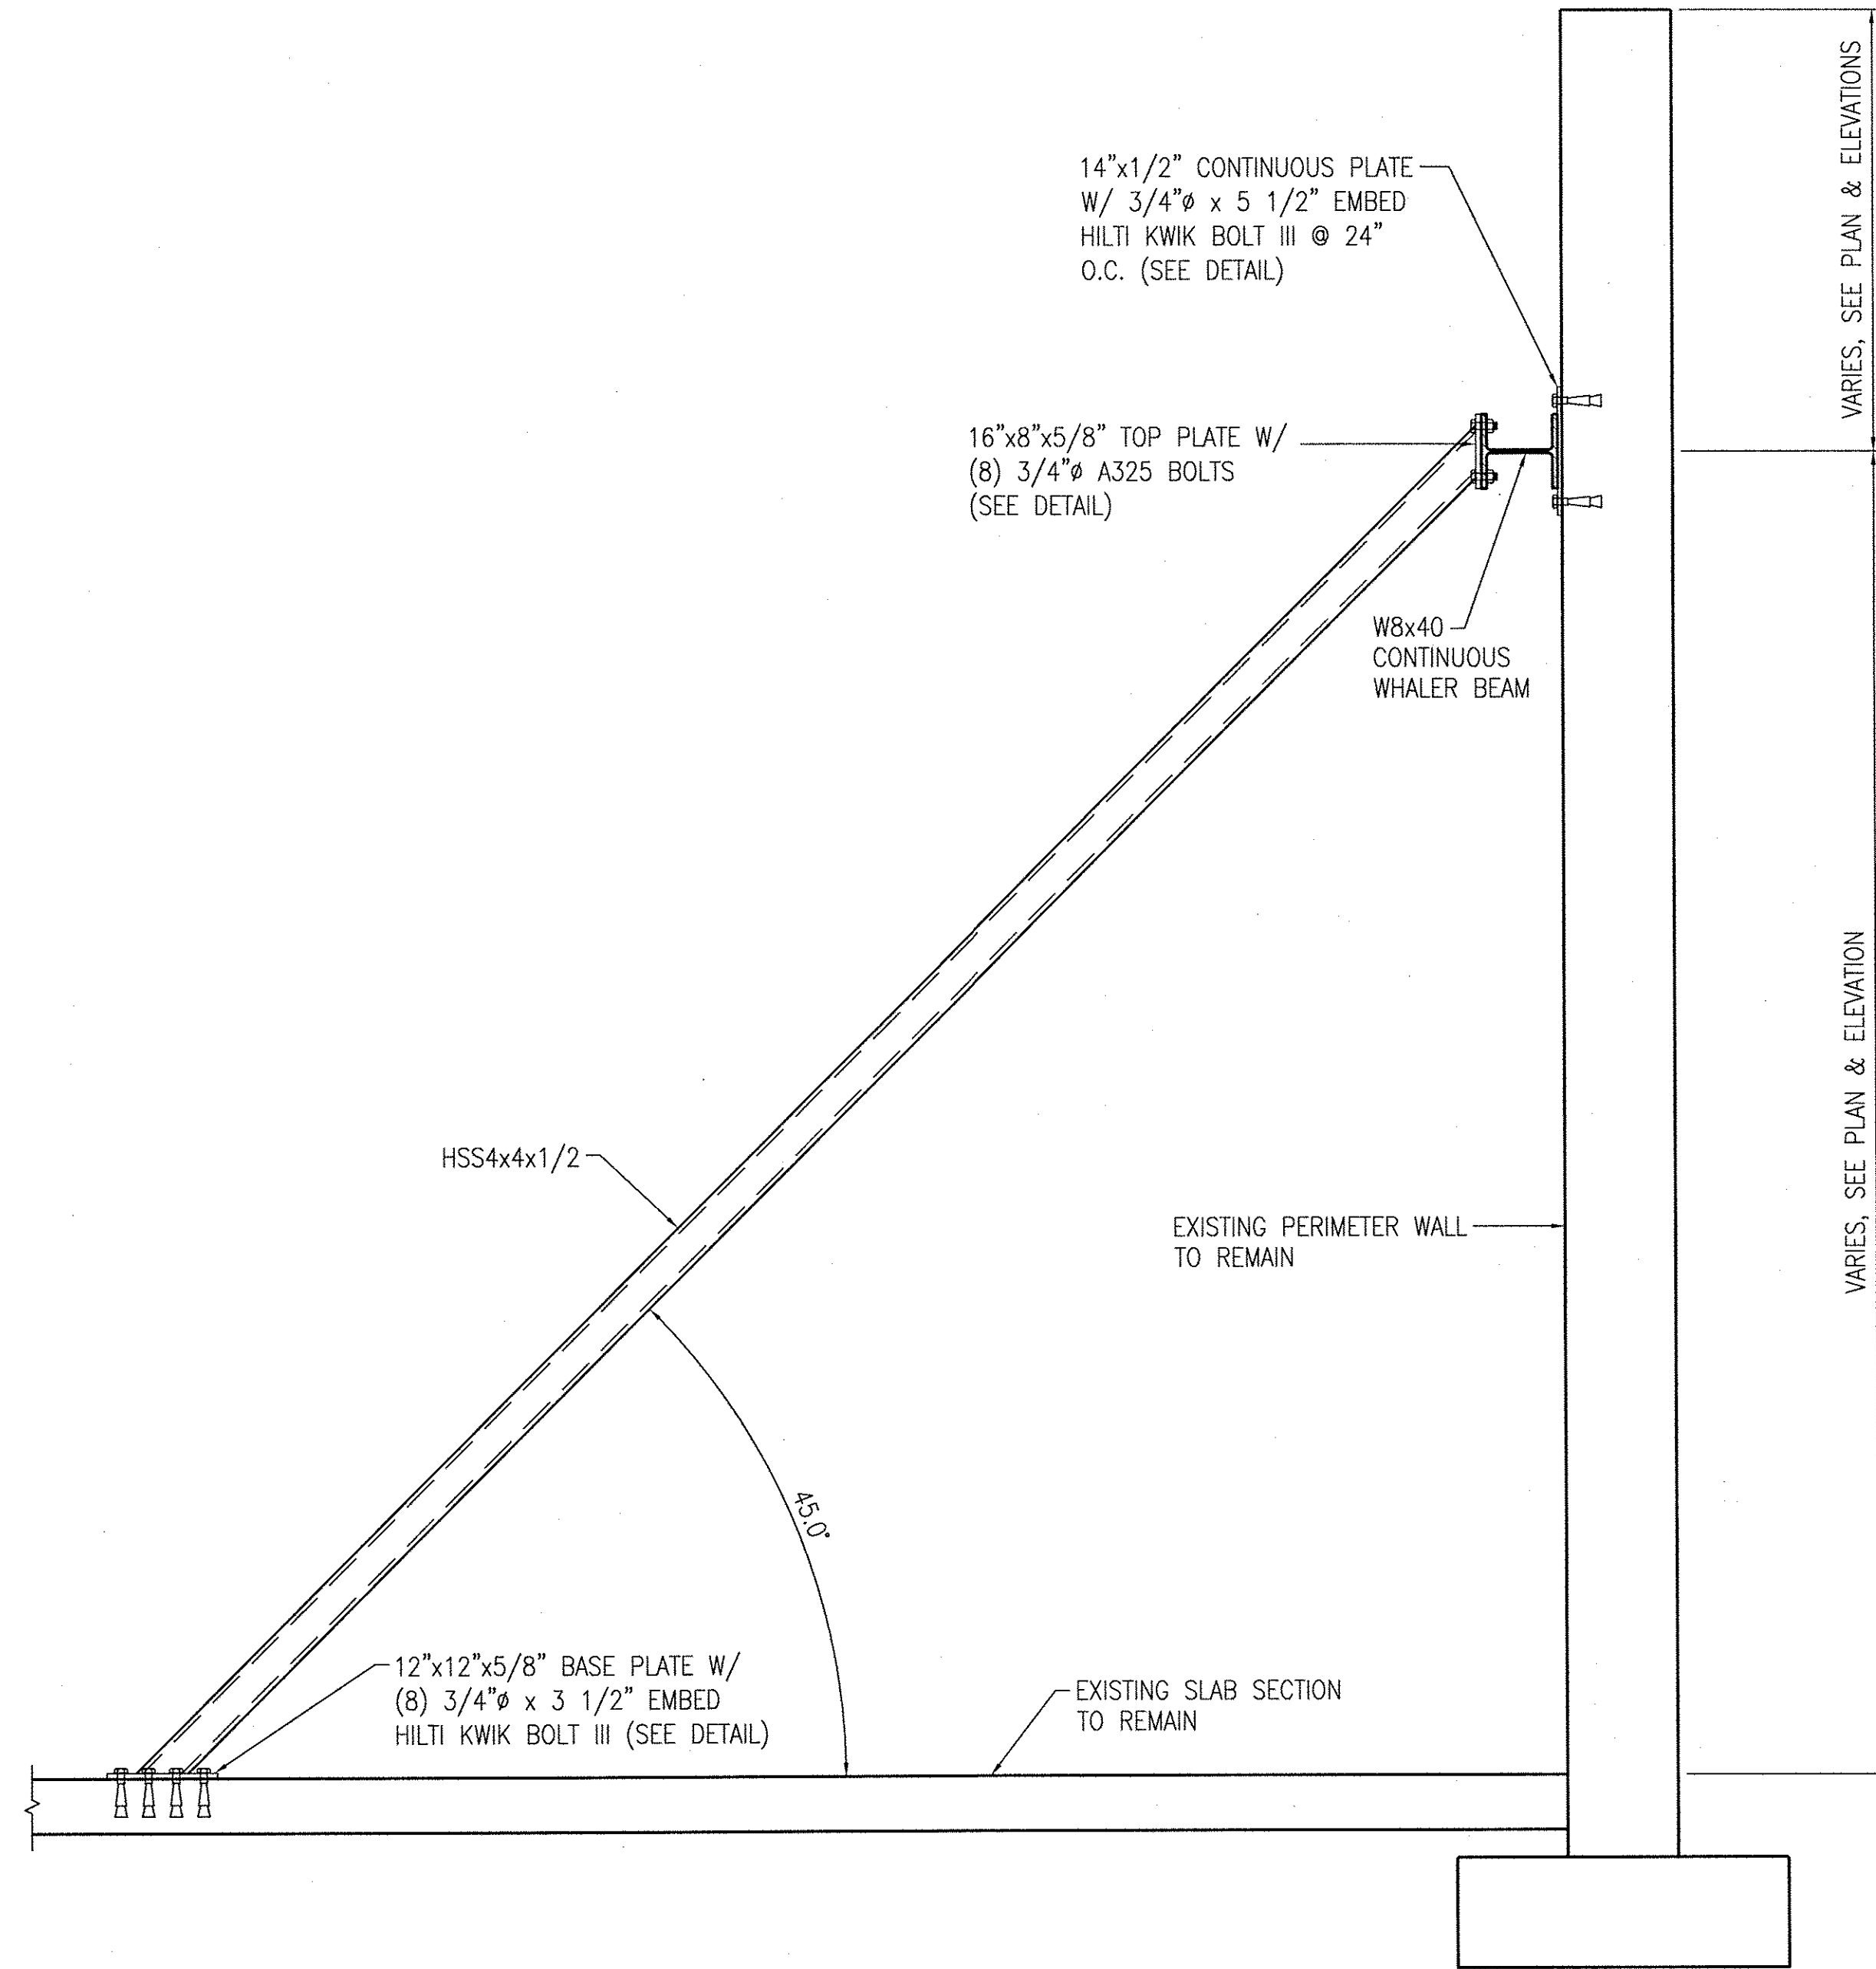 14"x1/2" CONTINUOUS PLATE
W/ 3/4"ø x 5 1/2" EMBED
HILTI KWIK BOLT III @ 24"
O.C. (SEE DETAIL)
VARIES, SEE PLAN & ELEVATIONS
16"x8"x5/8" TOP PLATE W/
(8) 3/4"ø A325 BOLTS
(SEE DETAIL)
W8x40
CONTINUOUS
WHALER BEAM
VARIES, SEE PLAN & ELEVATION
HSS4x4x1/2
EXISTING PERIMETER WALL
TO REMAIN
45.0°
12"x12"x5/8" BASE PLATE W/
(8) 3/4"ø x 3 1/2" EMBED
HILTI KWIK BOLT III (SEE DETAIL)
EXISTING SLAB SECTION
TO REMAIN